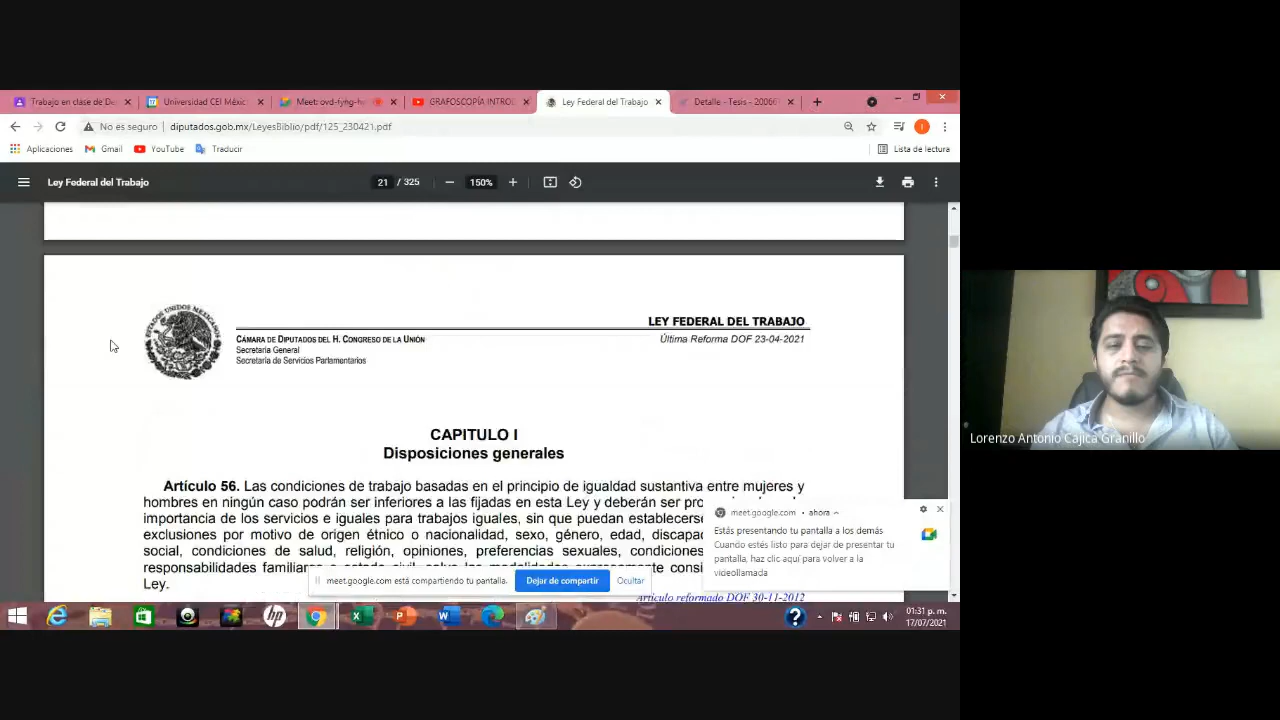 Trabajo en clase de De
Universidad CEI Méxic
Meet: ovd-fyhg-h
GRAFOSCOPÍA INTROD
Ley Federal del Trabajo
Detalle - Tesis - 20066
No es seguro
diputados.gob.mx/LeyesBiblio/pdf/125_230421.pdf
Aplicaciones
Gmail
YouTube
Traducir
Lista de lectura
Ley Federal del Trabajo
21 / 325
150%
ESTADOS UNIDOS MEXICANOS
LEY FEDERAL DEL TRABAJO
CÁMARA DE DIPUTADOS DEL H. CONGRESO DE LA UNIÓN
Última Reforma DOF 23-04-2021
Secretaría General
Secretaría de Servicios Parlamentarios
CAPITULO I
Disposiciones generales
Artículo 56. Las condiciones de trabajo basadas en el principio de igualdad sustantiva entre mujeres y
hombres en ningún caso podrán ser inferiores a las fijadas en esta Ley y deberán ser
importancia de los servicios e iguales para trabajos iguales, sin que puedan establecers
exclusiones por motivo de origen étnico o nacionalidad, sexo, género, edad, discapac
social, condiciones de salud, religión, opiniones, preferencias sexuales, condiciones
responsabilidades familiares
Ley.
Artículo reformado DOF 30-11-2012
meet.google.com • ahora
Estás presentando tu pantalla a los demás
Cuando estés listo para dejar de presentar tu
pantalla, haz clic aquí para volver a la
videollamada
meet.google.com está compartiendo tu pantalla.
Dejar de compartir
Ocultar
01:31 p. m.
17/07/2021
Lorenzo Antonio Cajica Granillo